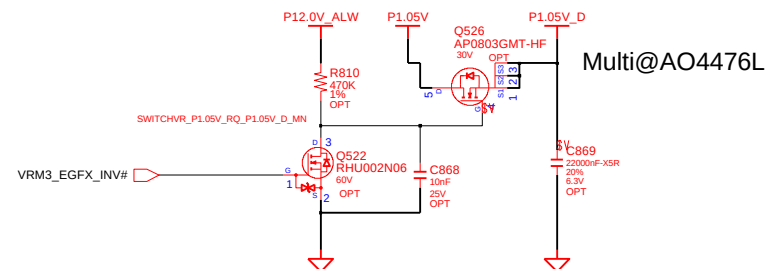 P12.0V_ALW
P1.05V
P1.05V_D
Q526
AP0803GMT-HF
30V
OPT
Multi@AO4476L
R810
470K
1%
OPT
5
D
S3
S2
S1
3
2
1
G
4
$V
SWITCHVR_P1.05V_RQ_P1.05V_D_MN
D
3
Q522
RHU002N06
60V
OPT
VRM3_EGFX_INV#
G
1
S
2
C868
10nF
25V
OPT
$V
C869
22000nF-X5R
20%
6.3V
OPT